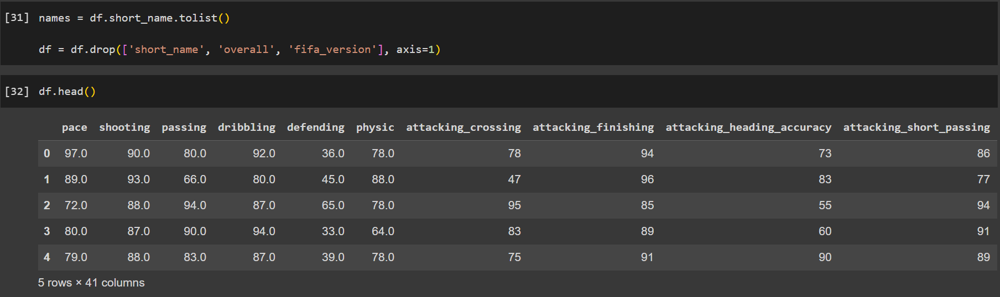 [31] names = df.short_name.tolist()
df = df.drop(['short_name', 'overall', 'fifa_version'], axis=1)
[32] df.head()
pace shooting passing dribbling defending physic attacking_crossing attacking_finishing attacking_heading_accuracy attacking_short_passing
0 97.0 90.0 80.0 92.0 36.0 78.0 78 94 73 86
1 89.0 93.0 66.0 80.0 45.0 88.0 47 96 83 77
2 72.0 88.0 94.0 87.0 65.0 78.0 95 85 55 94
3 80.0 87.0 90.0 94.0 33.0 64.0 83 89 60 91
4 79.0 88.0 83.0 87.0 39.0 78.0 75 91 90 89
5 rows × 41 columns